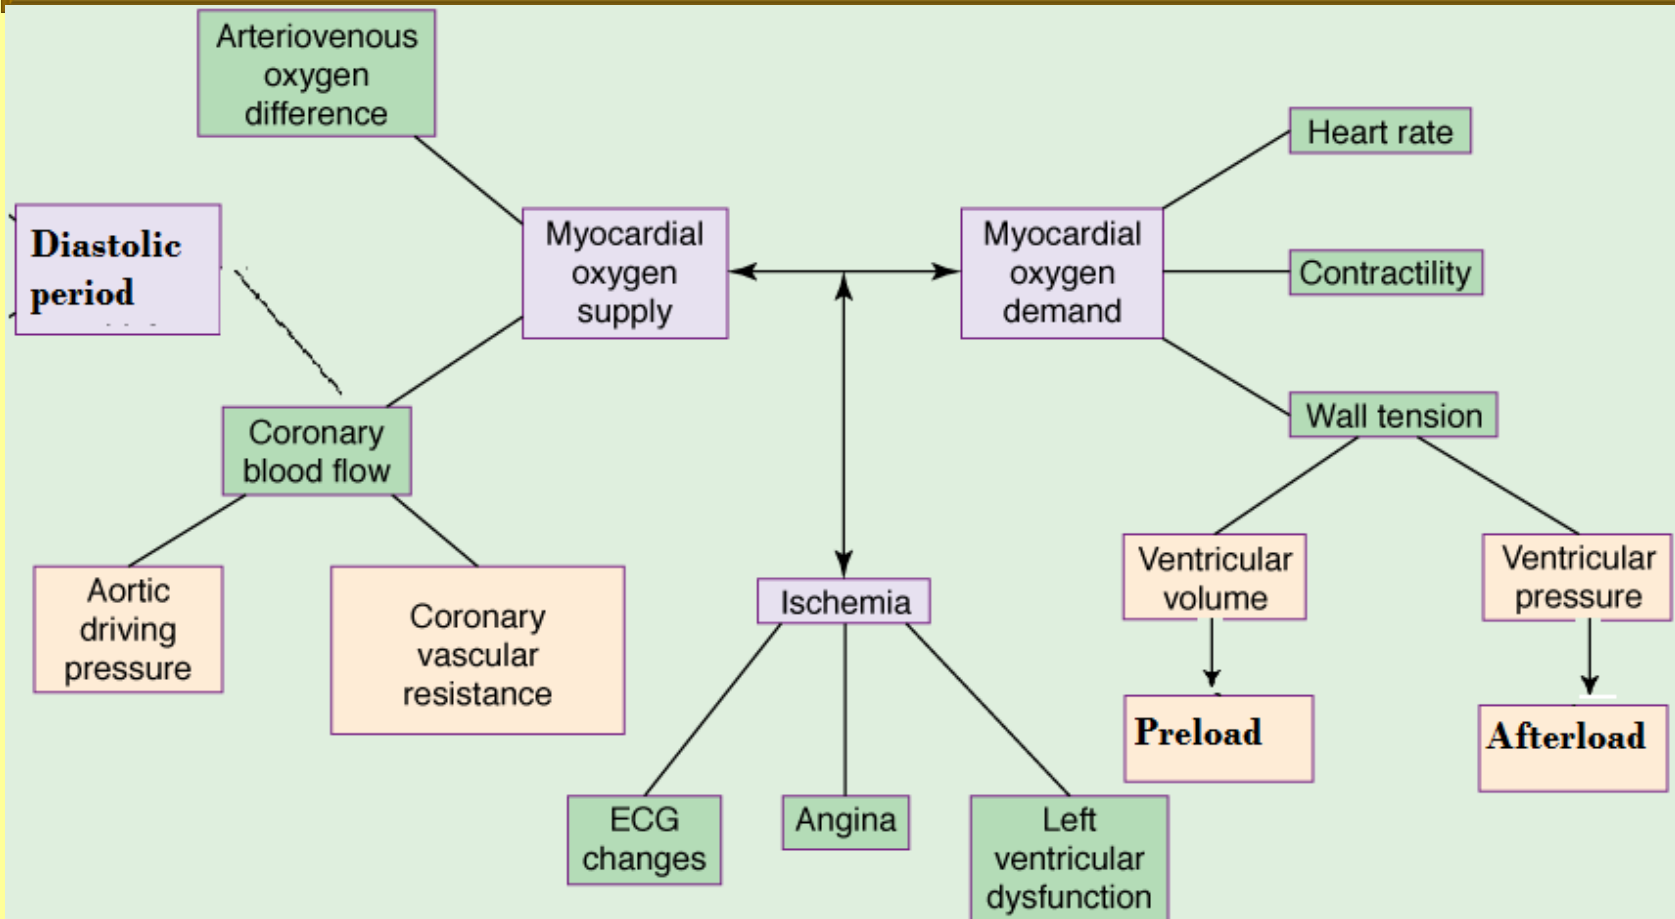 Arteriovenous
oxygen
difference
Diastolic
period
Myocardial
oxygen
supply
Myocardial
oxygen
demand
Heart rate
Contractility
Wall tension
Coronary
blood flow
Aortic
driving
pressure
Coronary
vascular
resistance
Ischemia
Ventricular
volume
Ventricular
pressure
Preload
Afterload
ECG
changes
Angina
Left
ventricular
dysfunction